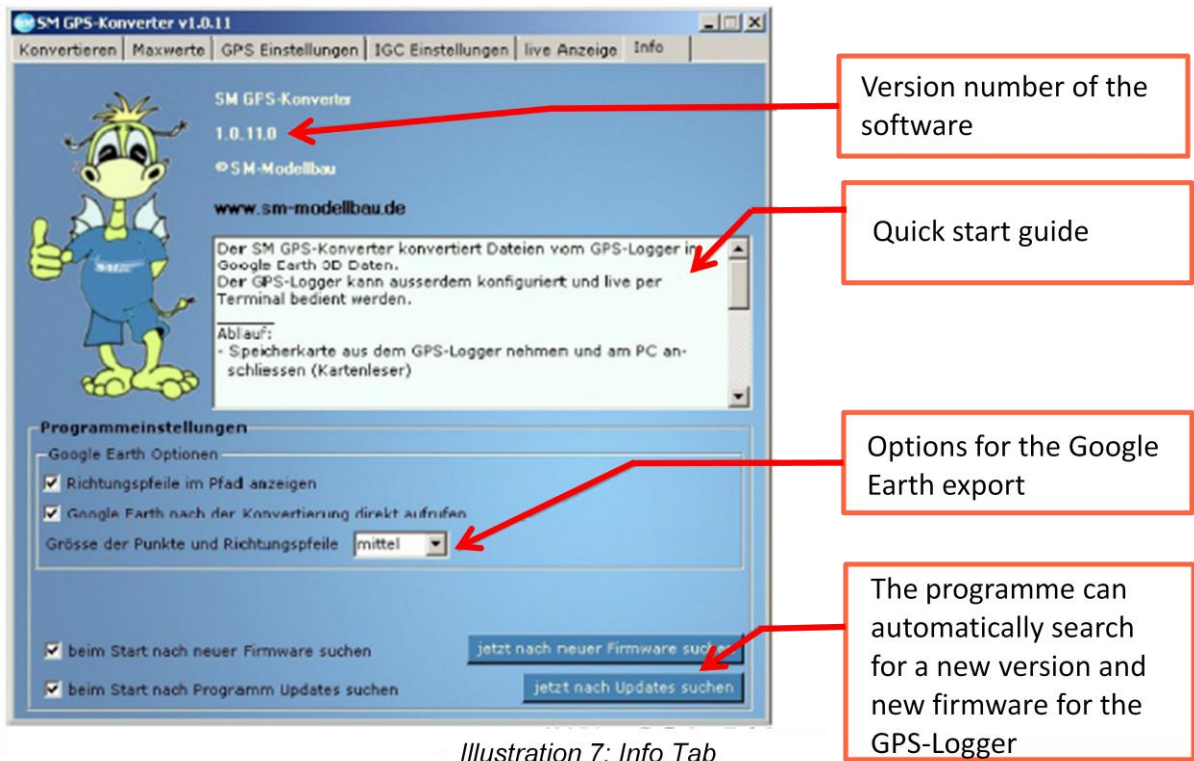 SM GPS-Konverter v1.0.11
Konvertieren Maxwerte GPS Einstellungen IGC Einstellungen live Anzeige Info
SM GPS-Konverter
1.0.11.0
© SM-Modellbau
www.sm-modellbau.de
Der SM GPS-Konverter konvertiert Dateien vom GPS-Logger in
Google Earth 3D Daten.
Der GPS-Logger kann ausserdem konfiguriert und live per
Terminal bedient werden.
Ablauf:
- Speicherkarte aus dem GPS-Logger nehmen und am PC an-
schliessen (Kartenleser)
Programmeinstellungen
Google Earth Optionen
Richtungspfeile im Pfad anzeigen
Google Earth nach der Konvertierung direkt aufrufen
Grösse der Punkte und Richtungspfeile mittel
beim Start nach neuer Firmware suchen jetzt nach neuer Firmware suchen
beim Start nach Programm Updates suchen jetzt nach Updates suchen
Version number of the
software
Quick start guide
Options for the Google
Earth export
The programme can
automatically search
for a new version and
new firmware for the
GPS-Logger
Illustration 7: Info Tab